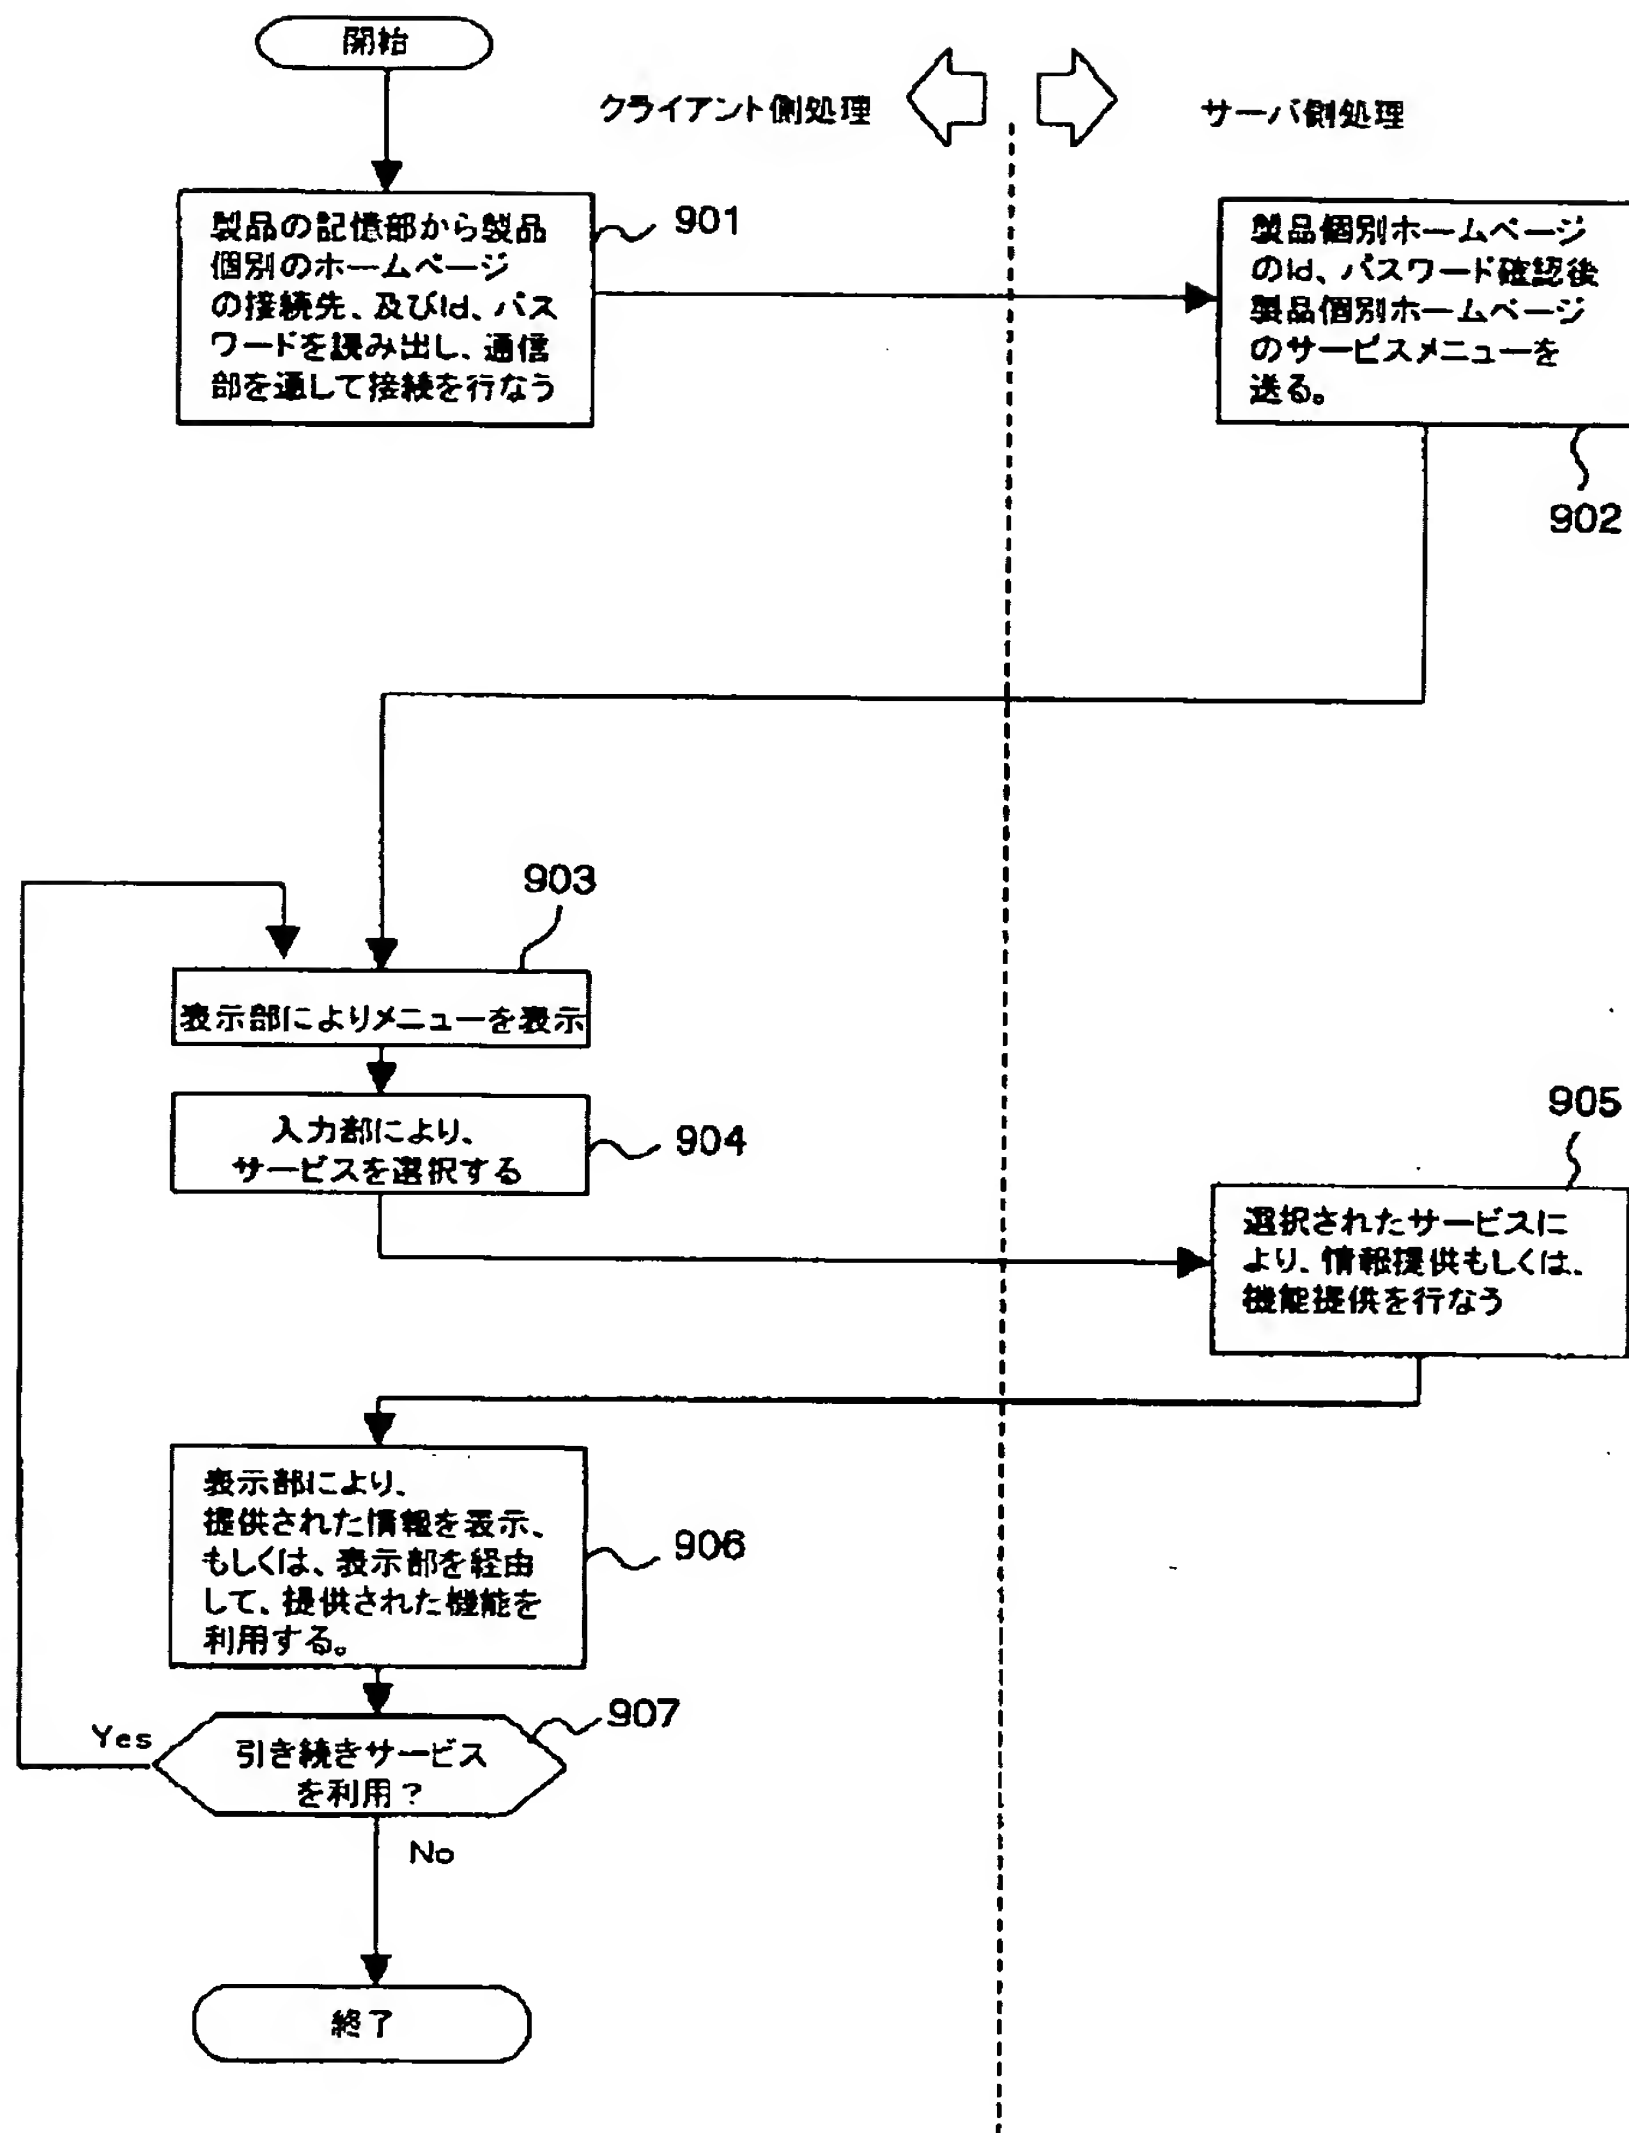 開始
クライアント側処理
サーバ側処理
製品の記憶部から製品
個別のホームページ
の接続先、及びId、パス
ワードを読み出し、通信
部を通して接続を行なう
901
製品個別ホームページ
のId、パスワード確認後
製品個別ホームページ
のサービスメニューを
送る。
902
903
表示部によりメニューを表示
入力部により、
サービスを選択する
904
905
選択されたサービスに
より、情報提供もしくは、
機能提供を行なう
表示部により、
提供された情報を表示、
もしくは、表示部を経由
して、提供された機能を
利用する。
906
907
Yes
引き続きサービス
を利用？
No
終了